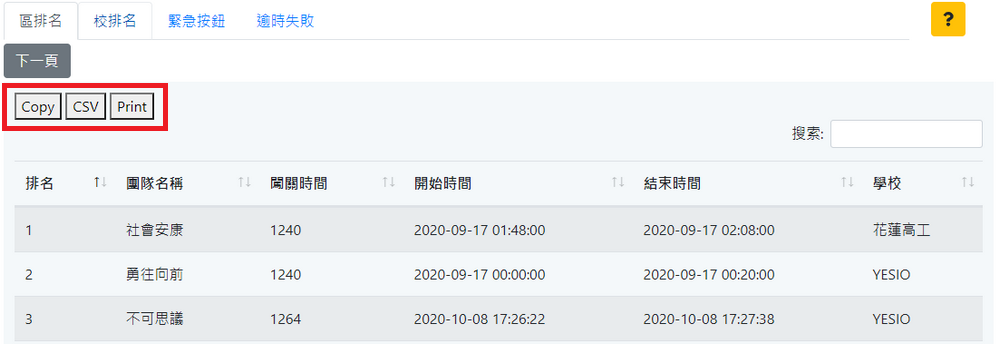 區排名 校排名 緊急按鈕 逾時失敗 ?
下一頁
Copy CSV Print
搜索:
排名 團隊名稱 闖關時間 開始時間 結束時間 學校
1 社會安康 1240 2020-09-17 01:48:00 2020-09-17 02:08:00 花蓮高工
2 勇往向前 1240 2020-09-17 00:00:00 2020-09-17 00:20:00 YESIO
3 不可思議 1264 2020-10-08 17:26:22 2020-10-08 17:27:38 YESIO